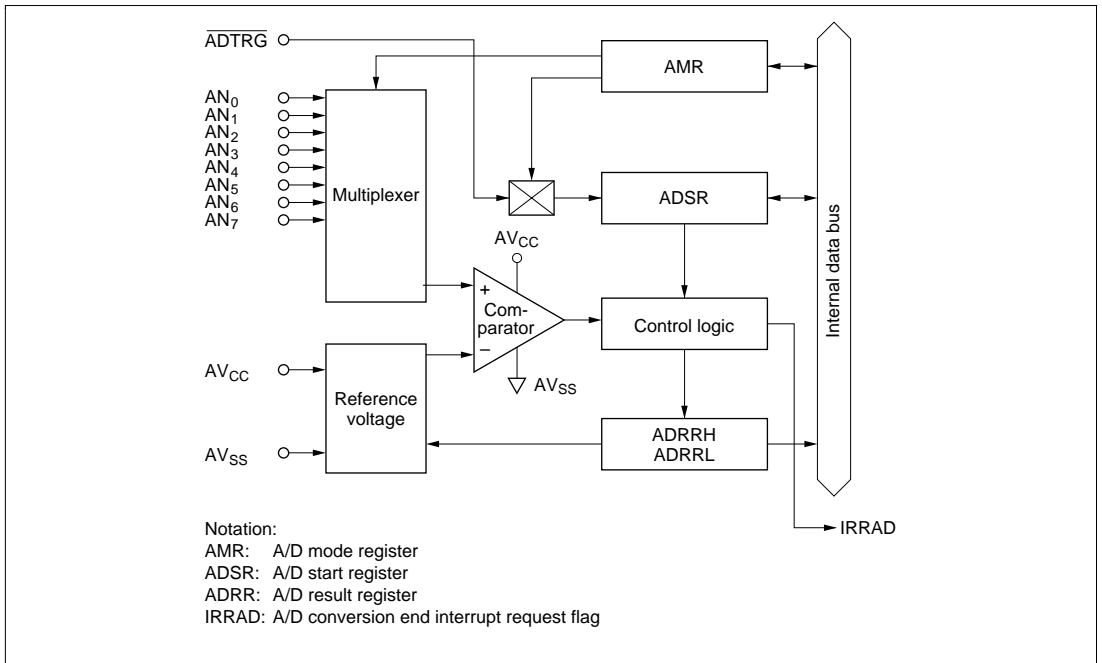 ADTRG
AMR
AN0
AN1
AN2
AN3
AN4
AN5
AN6
AN7
Multiplexer
ADSR
Internal data bus
AVCC
+
Com-
parator
−
Control logic
AVCC
AVSS
Reference
voltage
ADRRH
ADRRL
AVSS
IRRAD
Notation:
AMR: A/D mode register
ADSR: A/D start register
ADRR: A/D result register
IRRAD: A/D conversion end interrupt request flag